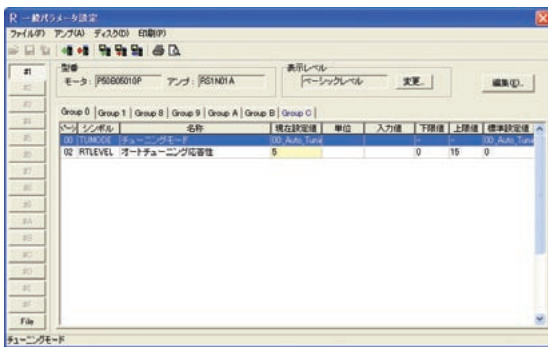 R 一般パラメータ設定
ファイル(F) アンプ(A) ディスク(D) 印刷(P)
型番
モータ: P50B05010P アンプ: RS1N01A
表示レベル
ベーシックレベル
変更..
編集(E)..
Group 0 Group 1 Group 8 Group 9 Group A Group B Group C
ページ シンボル 名称 現在設定値 単位 入力値 下限値 上限値 標準設定値
00 TUNMODE チューニングモード 00_Auto_Tune - - 00_Auto_Tune
02 RTLEVEL オートチューニング応答性 5 0 15 0
#1
File
チューニングモード